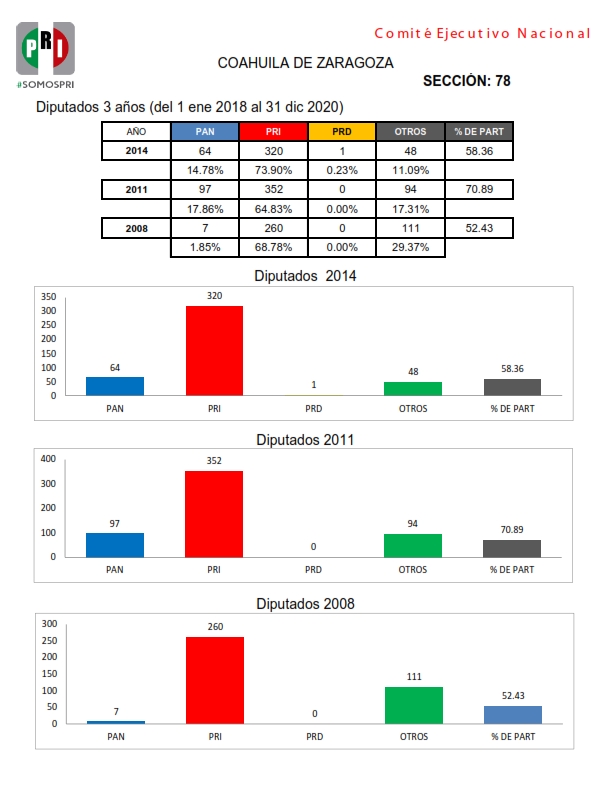 Comité Ejecutivo Nacional
PRI
#SOMOSPRI
COAHUILA DE ZARAGOZA
SECCIÓN: 78
Diputados 3 años (del 1 ene 2018 al 31 dic 2020)
AÑO PAN PRI PRD OTROS % DE PART
2014 64 320 1 48 58.36
14.78% 73.90% 0.23% 11.09%
2011 97 352 0 94 70.89
17.86% 64.83% 0.00% 17.31%
2008 7 260 0 111 52.43
1.85% 68.78% 0.00% 29.37%
Diputados 2014
350
300
250
200
150
100
50
0
64 320 1 48 58.36
PAN PRI PRD OTROS % DE PART
Diputados 2011
400
300
200
100
0
97 352 0 94 70.89
PAN PRI PRD OTROS % DE PART
Diputados 2008
300
250
200
150
100
50
0
7 260 0 111 52.43
PAN PRI PRD OTROS % DE PART